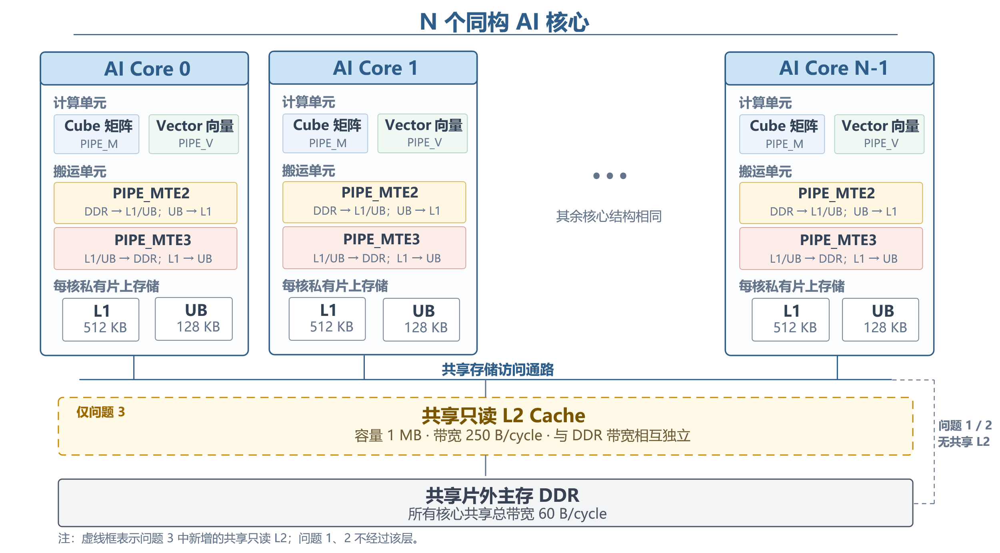 N 个同构 AI 核心
AI Core 0
计算单元
Cube 矩阵
PIPE_M
Vector 向量
PIPE_V
搬运单元
PIPE_MTE2
DDR → L1/UB；UB → L1
PIPE_MTE3
L1/UB → DDR；L1 → UB
每核私有片上存储
L1
512 KB
UB
128 KB
AI Core 1
计算单元
Cube 矩阵
PIPE_M
Vector 向量
PIPE_V
搬运单元
PIPE_MTE2
DDR → L1/UB；UB → L1
PIPE_MTE3
L1/UB → DDR；L1 → UB
每核私有片上存储
L1
512 KB
UB
128 KB
•••
其余核心结构相同
AI Core N-1
计算单元
Cube 矩阵
PIPE_M
Vector 向量
PIPE_V
搬运单元
PIPE_MTE2
DDR → L1/UB；UB → L1
PIPE_MTE3
L1/UB → DDR；L1 → UB
每核私有片上存储
L1
512 KB
UB
128 KB
共享存储访问通路
仅问题 3
共享只读 L2 Cache
容量 1 MB · 带宽 250 B/cycle · 与 DDR 带宽相互独立
问题 1 / 2
无共享 L2
共享片外主存 DDR
所有核心共享总带宽 60 B/cycle
注：虚线框表示问题 3 中新增的共享只读 L2；问题 1、2 不经过该层。